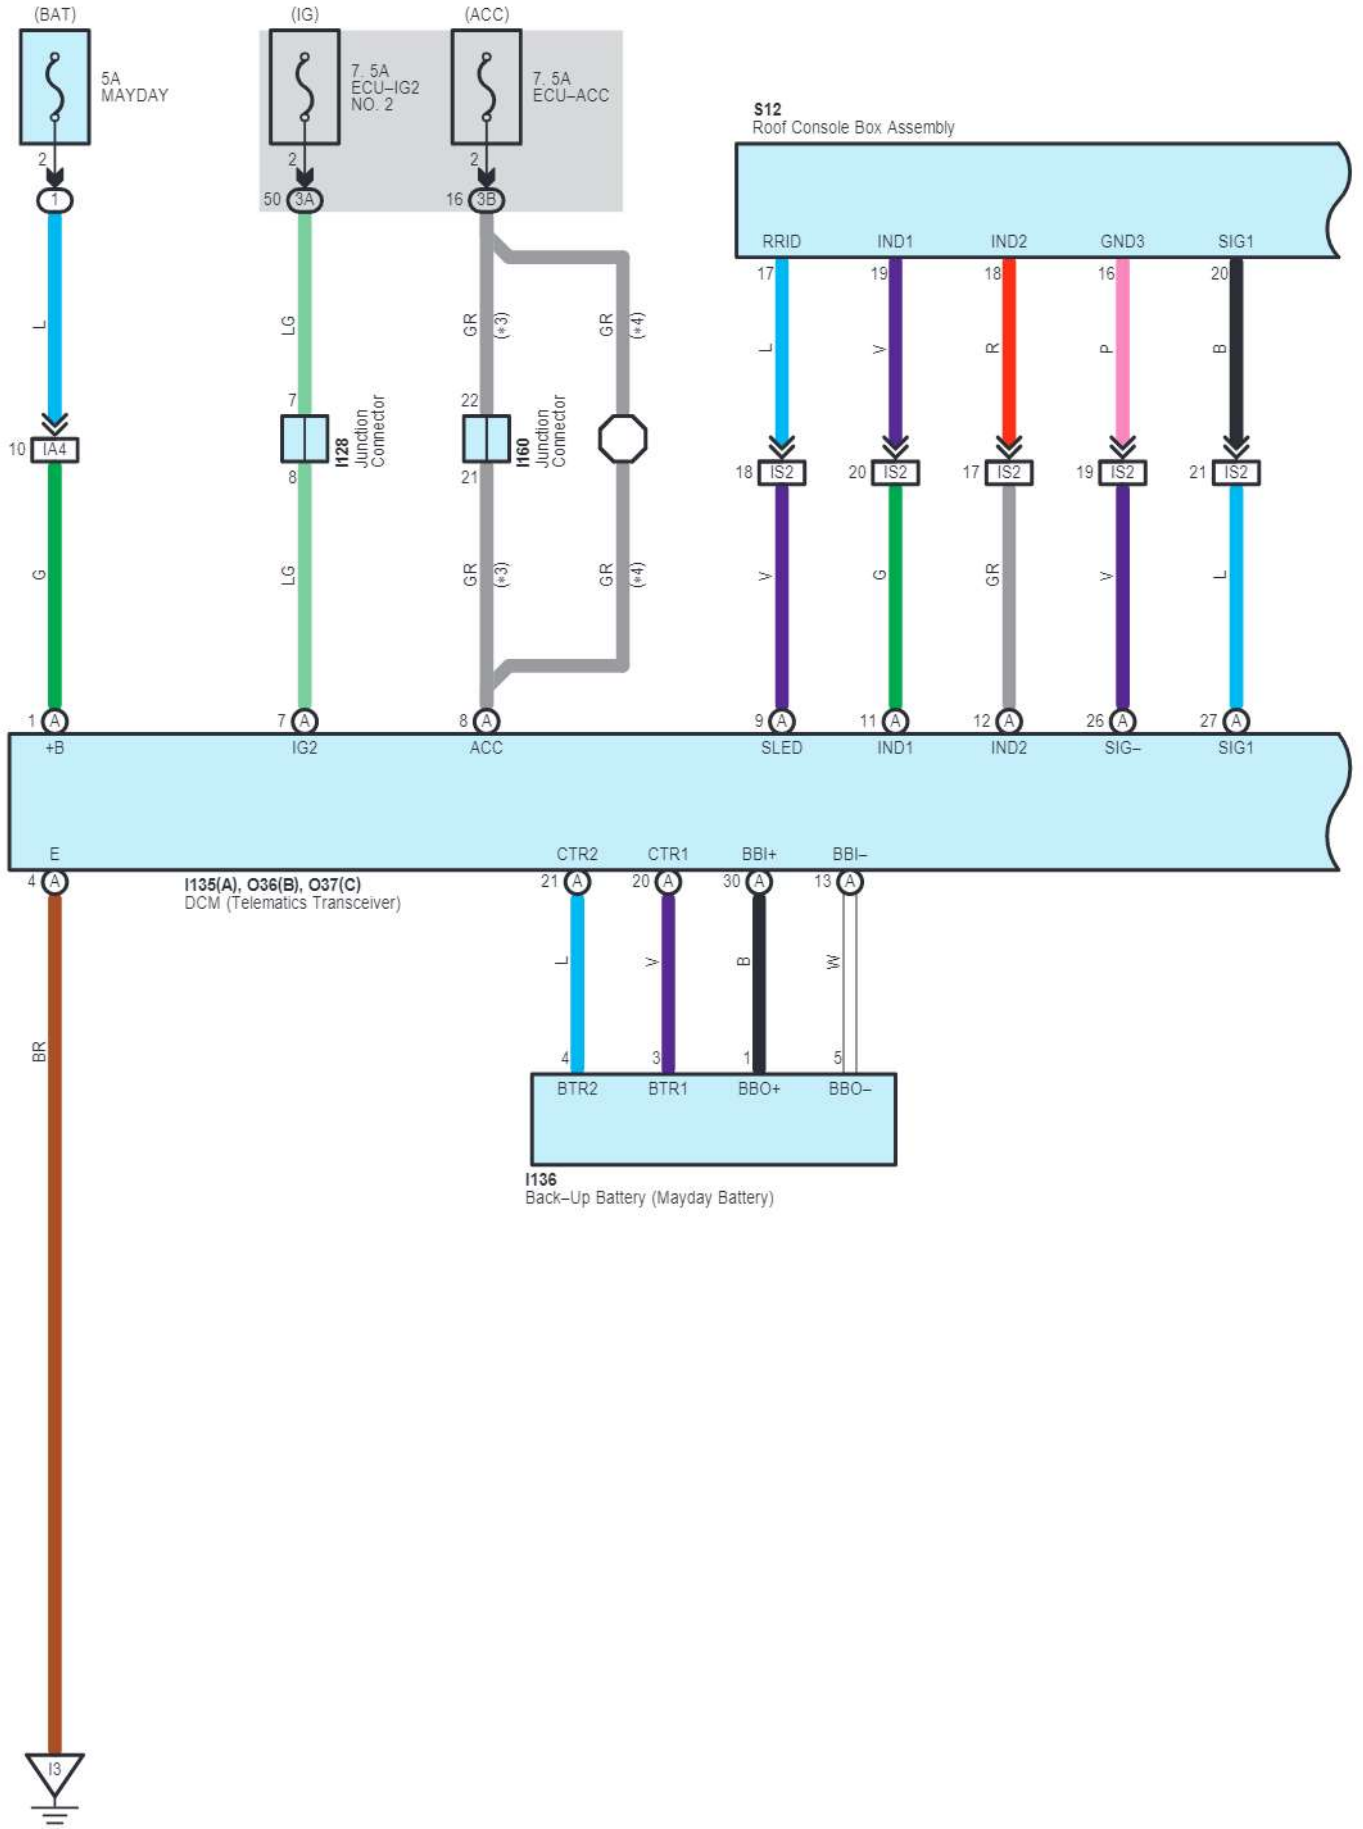 (BAT)
(IG)
(ACC)
5A
MAYDAY
7. 5A
ECU–IG2
NO. 2
7. 5A
ECU–ACC
2
2
2
1
50 3A
16 3B
S12
Roof Console Box Assembly
RRID
IND1
IND2
GND3
SIG1
17
19
18
16
20
L
LG
GR
(*3)
GR
(*4)
L
V
R
P
B
7
22
I128
Junction
Connector
I160
Junction
Connector
8
21
10 IA4
18 IS2
20 IS2
17 IS2
19 IS2
21 IS2
G
LG
GR
(*3)
GR
(*4)
V
G
GR
V
L
1 A
7 A
8 A
9 A
11 A
12 A
26 A
27 A
+B
IG2
ACC
SLED
IND1
IND2
SIG–
SIG1
E
CTR2
CTR1
BBI+
BBI–
4 A
21 A
20 A
30 A
13 A
I135(A), O36(B), O37(C)
DCM (Telematics Transceiver)
L
V
B
W
BR
4
3
1
5
BTR2
BTR1
BBO+
BBO–
I136
Back–Up Battery (Mayday Battery)
I3